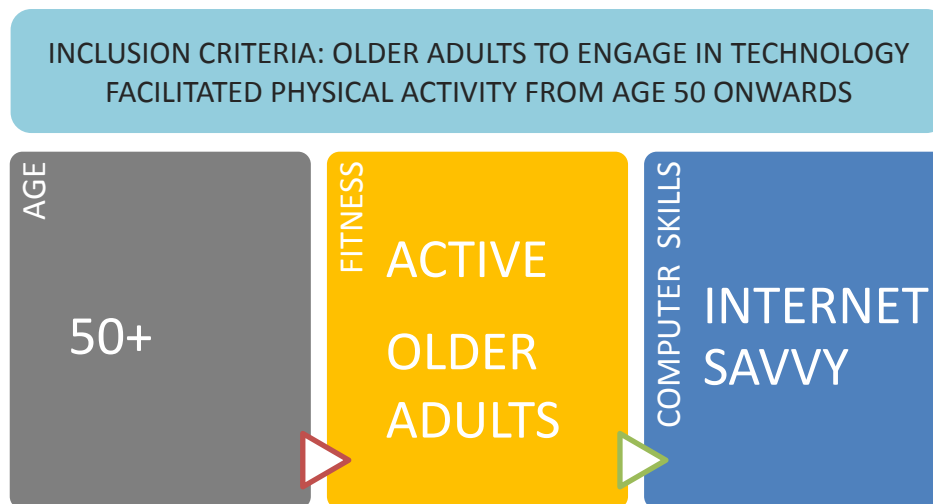 INCLUSION CRITERIA: OLDER ADULTS TO ENGAGE IN TECHNOLOGY
FACILITATED PHYSICAL ACTIVITY FROM AGE 50 ONWARDS
AGE
50+
FITNESS
ACTIVE
OLDER
ADULTS
COMPUTER SKILLS
INTERNET
SAVVY